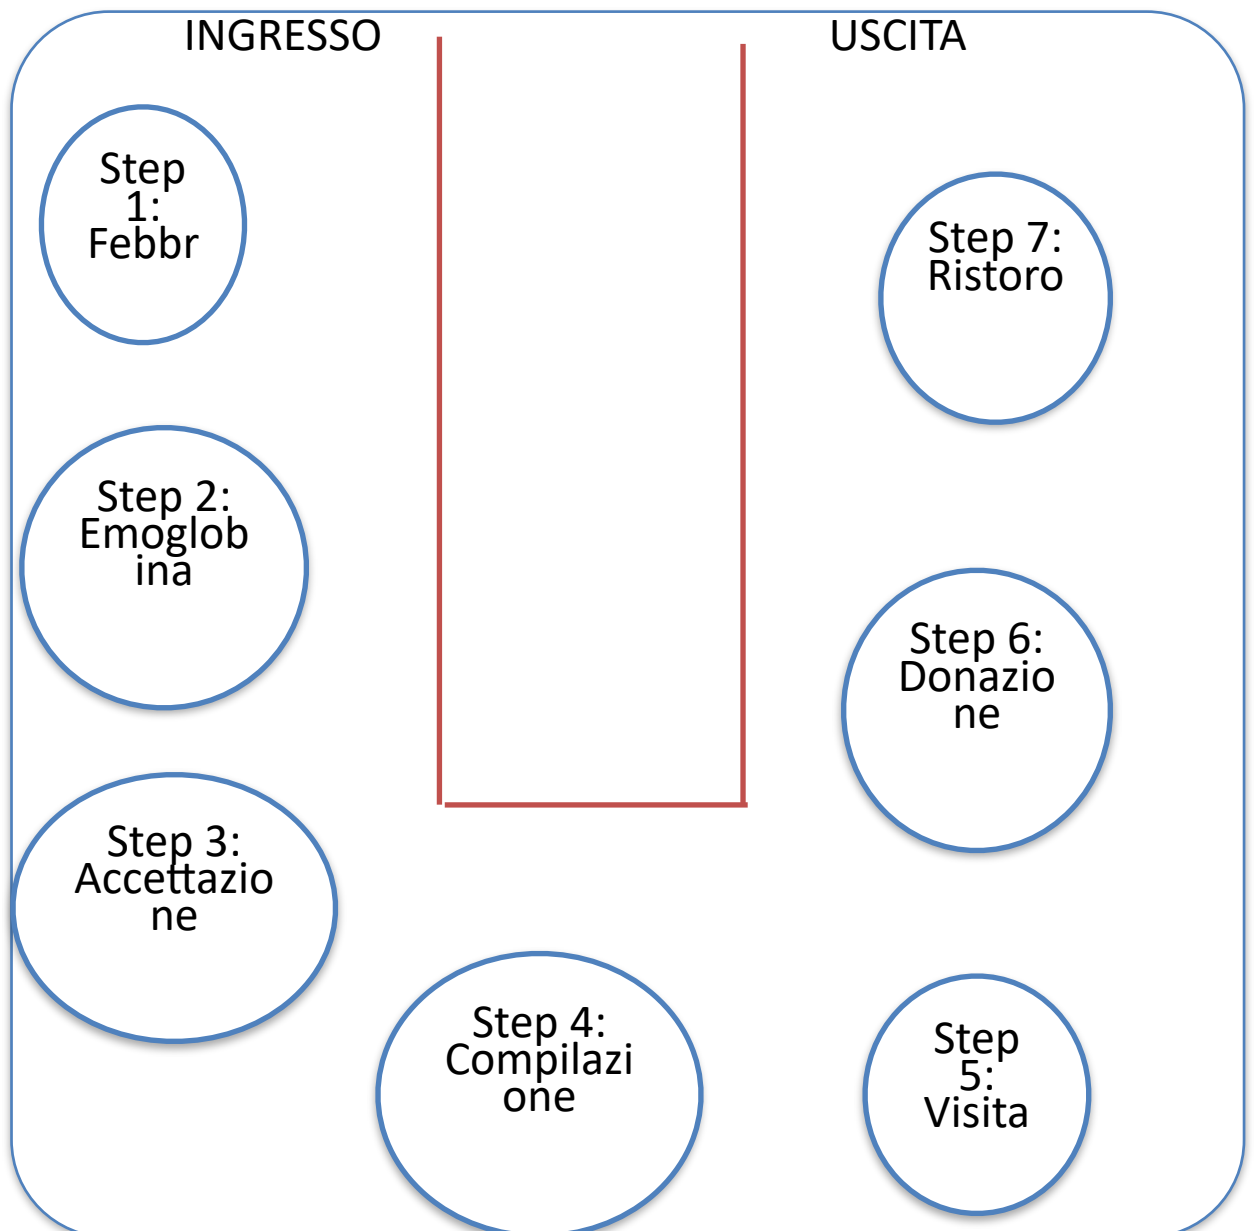 INGRESSO
USCITA
Step
1:
Febbr
Step 2:
Emoglob
ina
Step 3:
Accettazio
ne
Step 4:
Compilazi
one
Step
5:
Visita
Step 6:
Donazio
ne
Step 7:
Ristoro